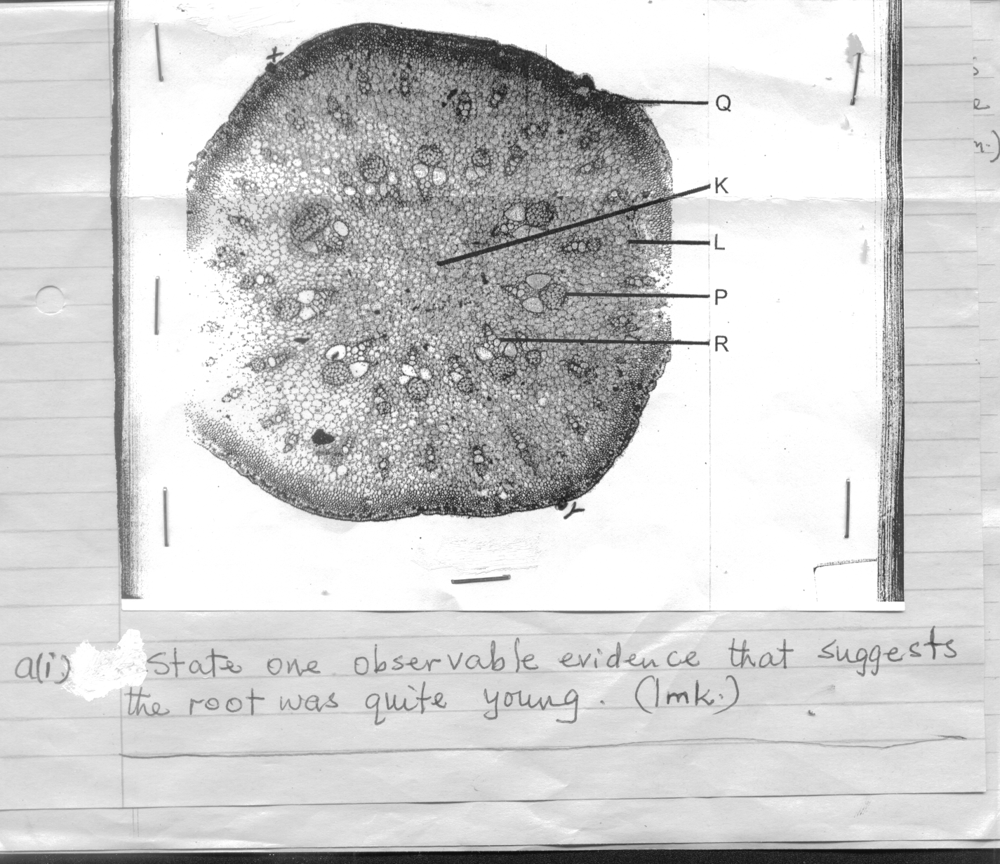 +
Q
K
L
P
R
a(i) State one observable evidence that suggests
the root was quite young. (1mk.)